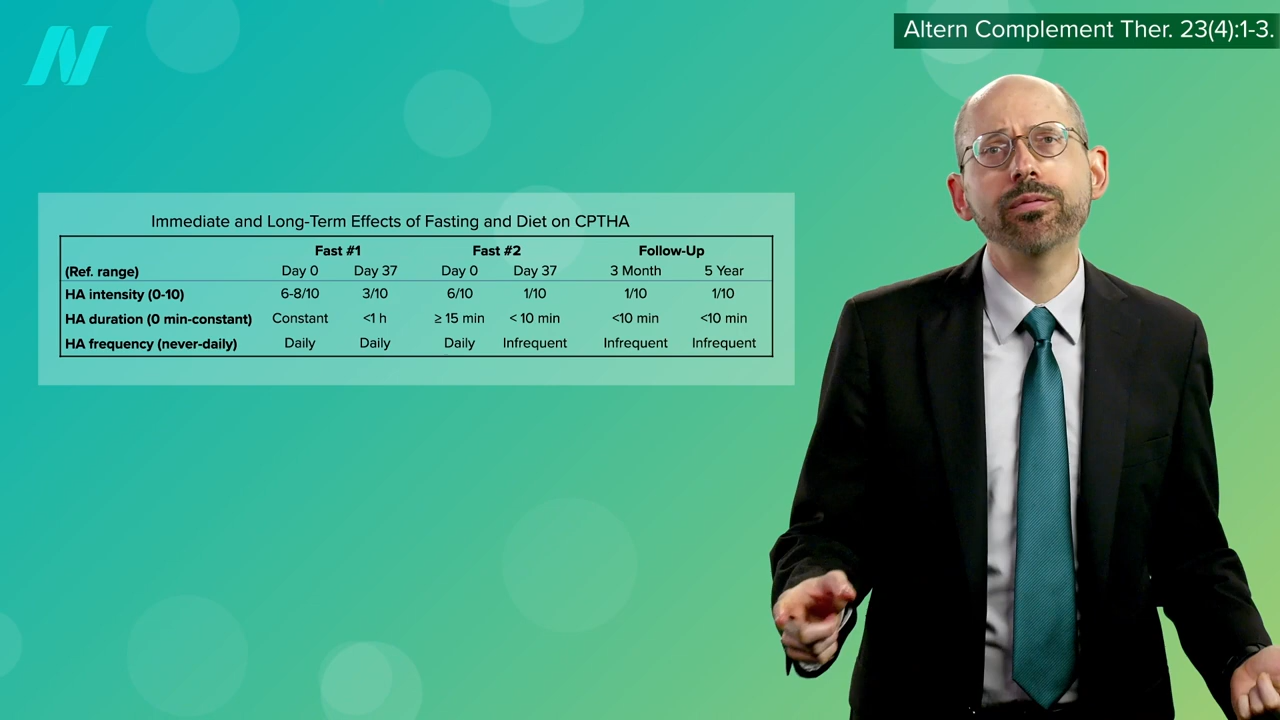 Altern Complement Ther. 23(4):1-3.
Immediate and Long-Term Effects of Fasting and Diet on CPTHA
Fast #1 Fast #2 Follow-Up
(Ref. range) Day 0 Day 37 Day 0 Day 37 3 Month 5 Year
HA intensity (0-10) 6-8/10 3/10 6/10 1/10 1/10 1/10
HA duration (0 min-constant) Constant <1 h ≥ 15 min < 10 min <10 min <10 min
HA frequency (never-daily) Daily Daily Daily Infrequent Infrequent Infrequent